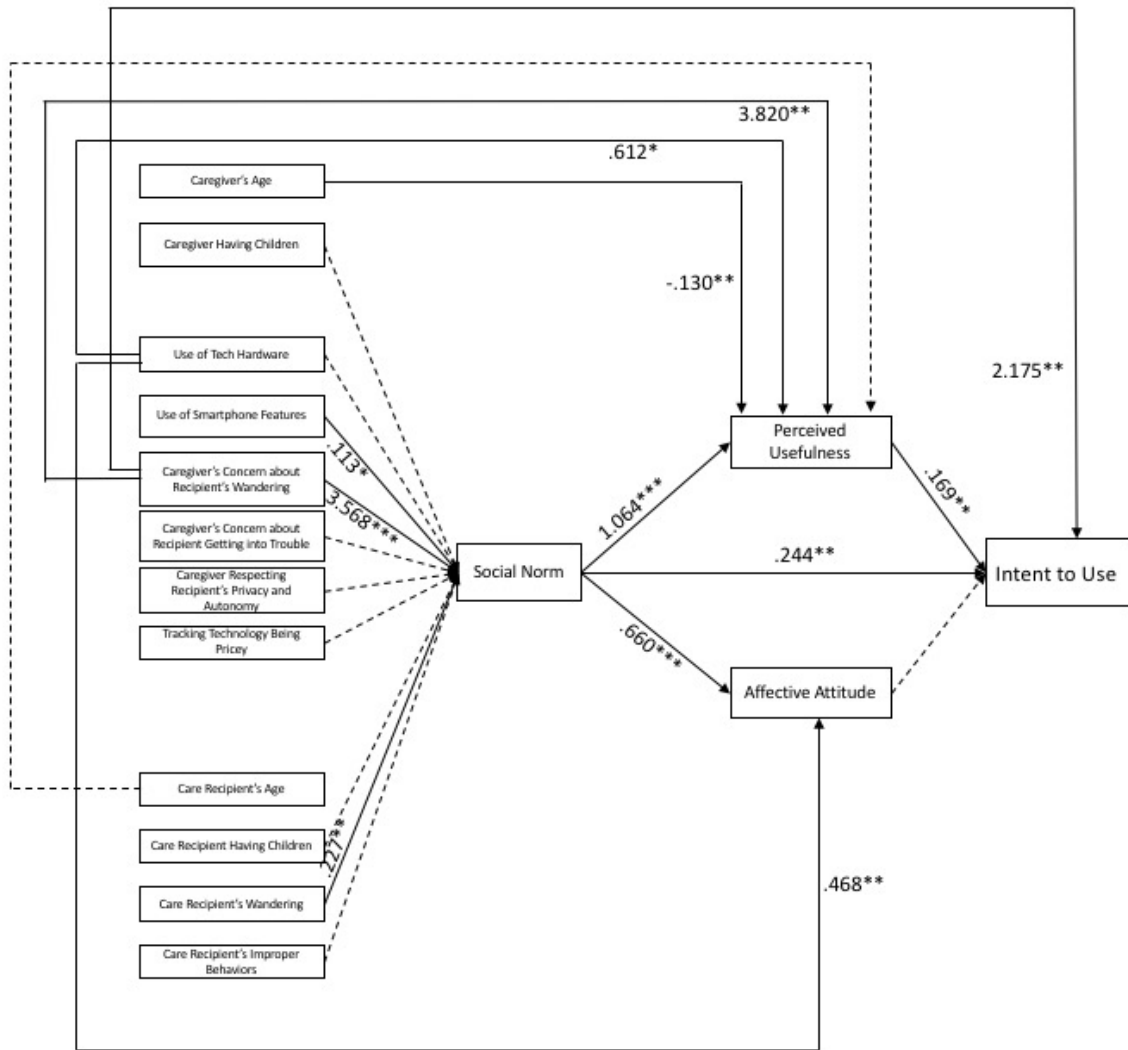 3.820**
.612*
Caregiver's Age
Caregiver Having Children
-.130**
Use of Tech Hardware
2.175**
Use of Smartphone Features
.113*
Perceived
Usefulness
Caregiver's Concern about
Recipient's Wandering
3.568***
.169**
1.064***
Caregiver's Concern about
Recipient Getting into Trouble
Social Norm
.244**
Intent to Use
Caregiver Respecting
Recipient's Privacy and
Autonomy
Tracking Technology Being
Pricey
.660***
Affective Attitude
Care Recipient's Age
Care Recipient Having Children
.227**
.468**
Care Recipient's Wandering
Care Recipient's Improper
Behaviors